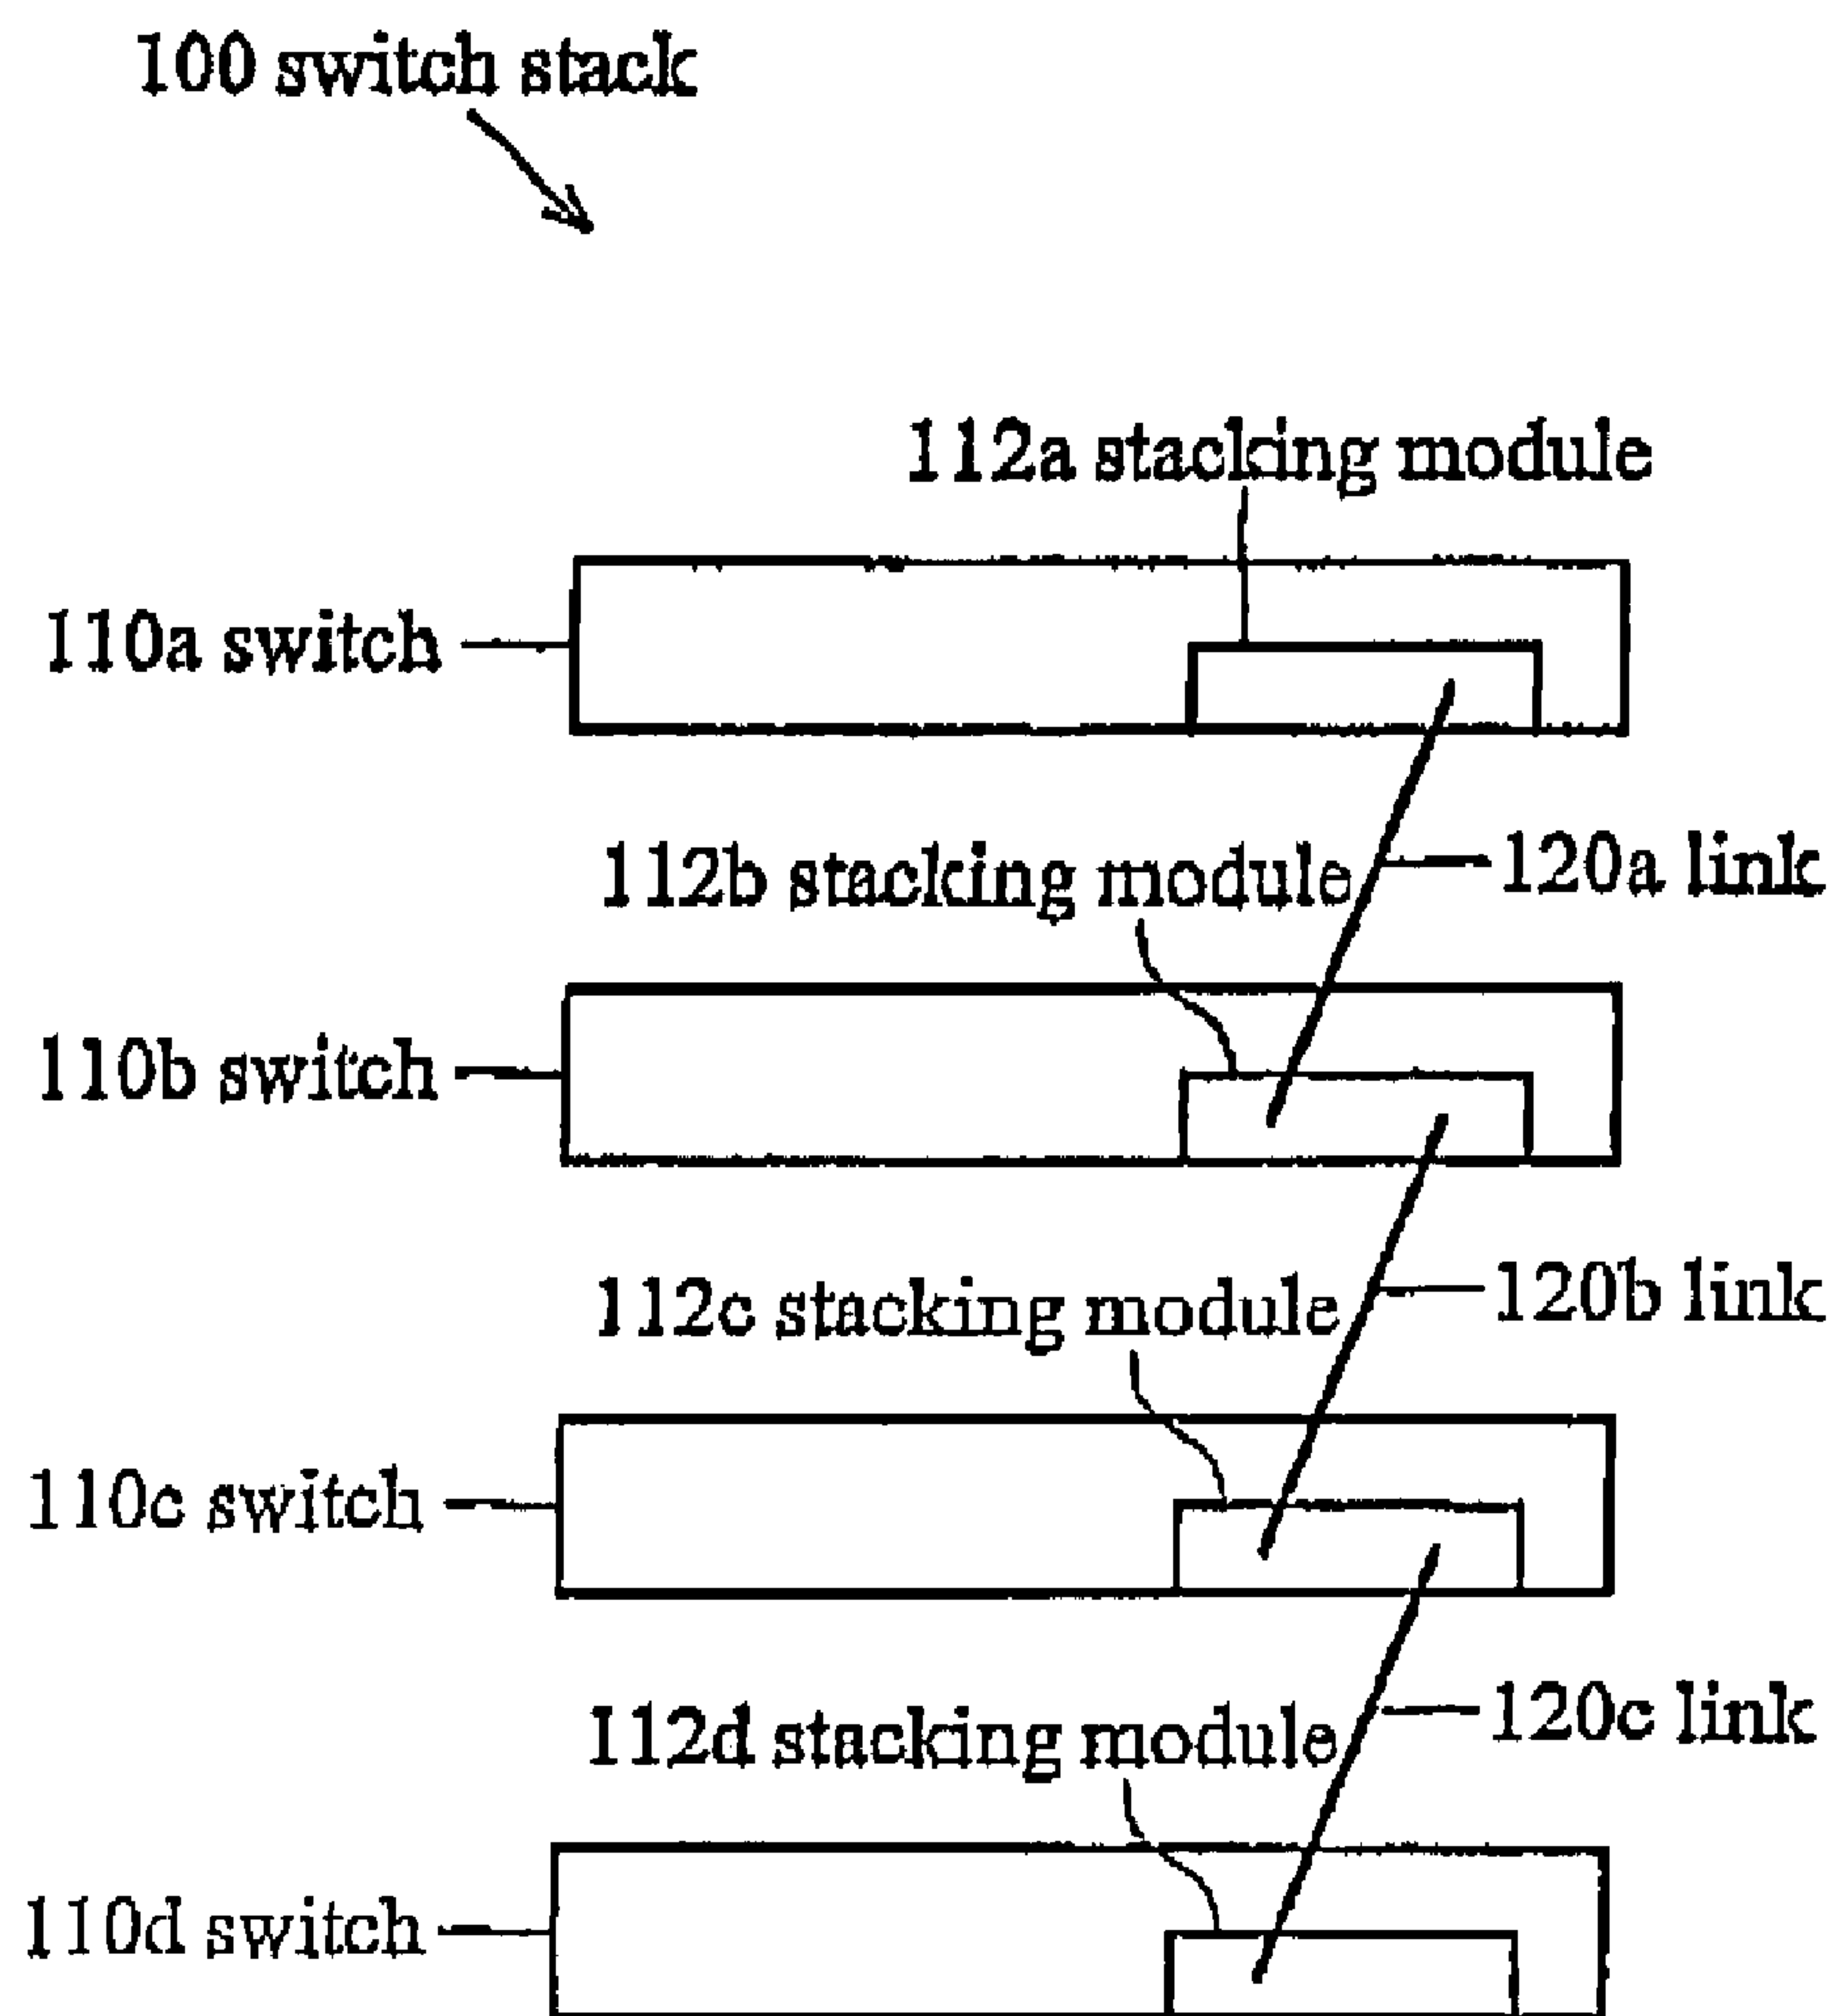 100 switch stack
112a stacking module
110a switch
112b stacking module
120a link
110b switch
112c stacking module
120b link
110c switch
112d stacking module
120c link
110d switch